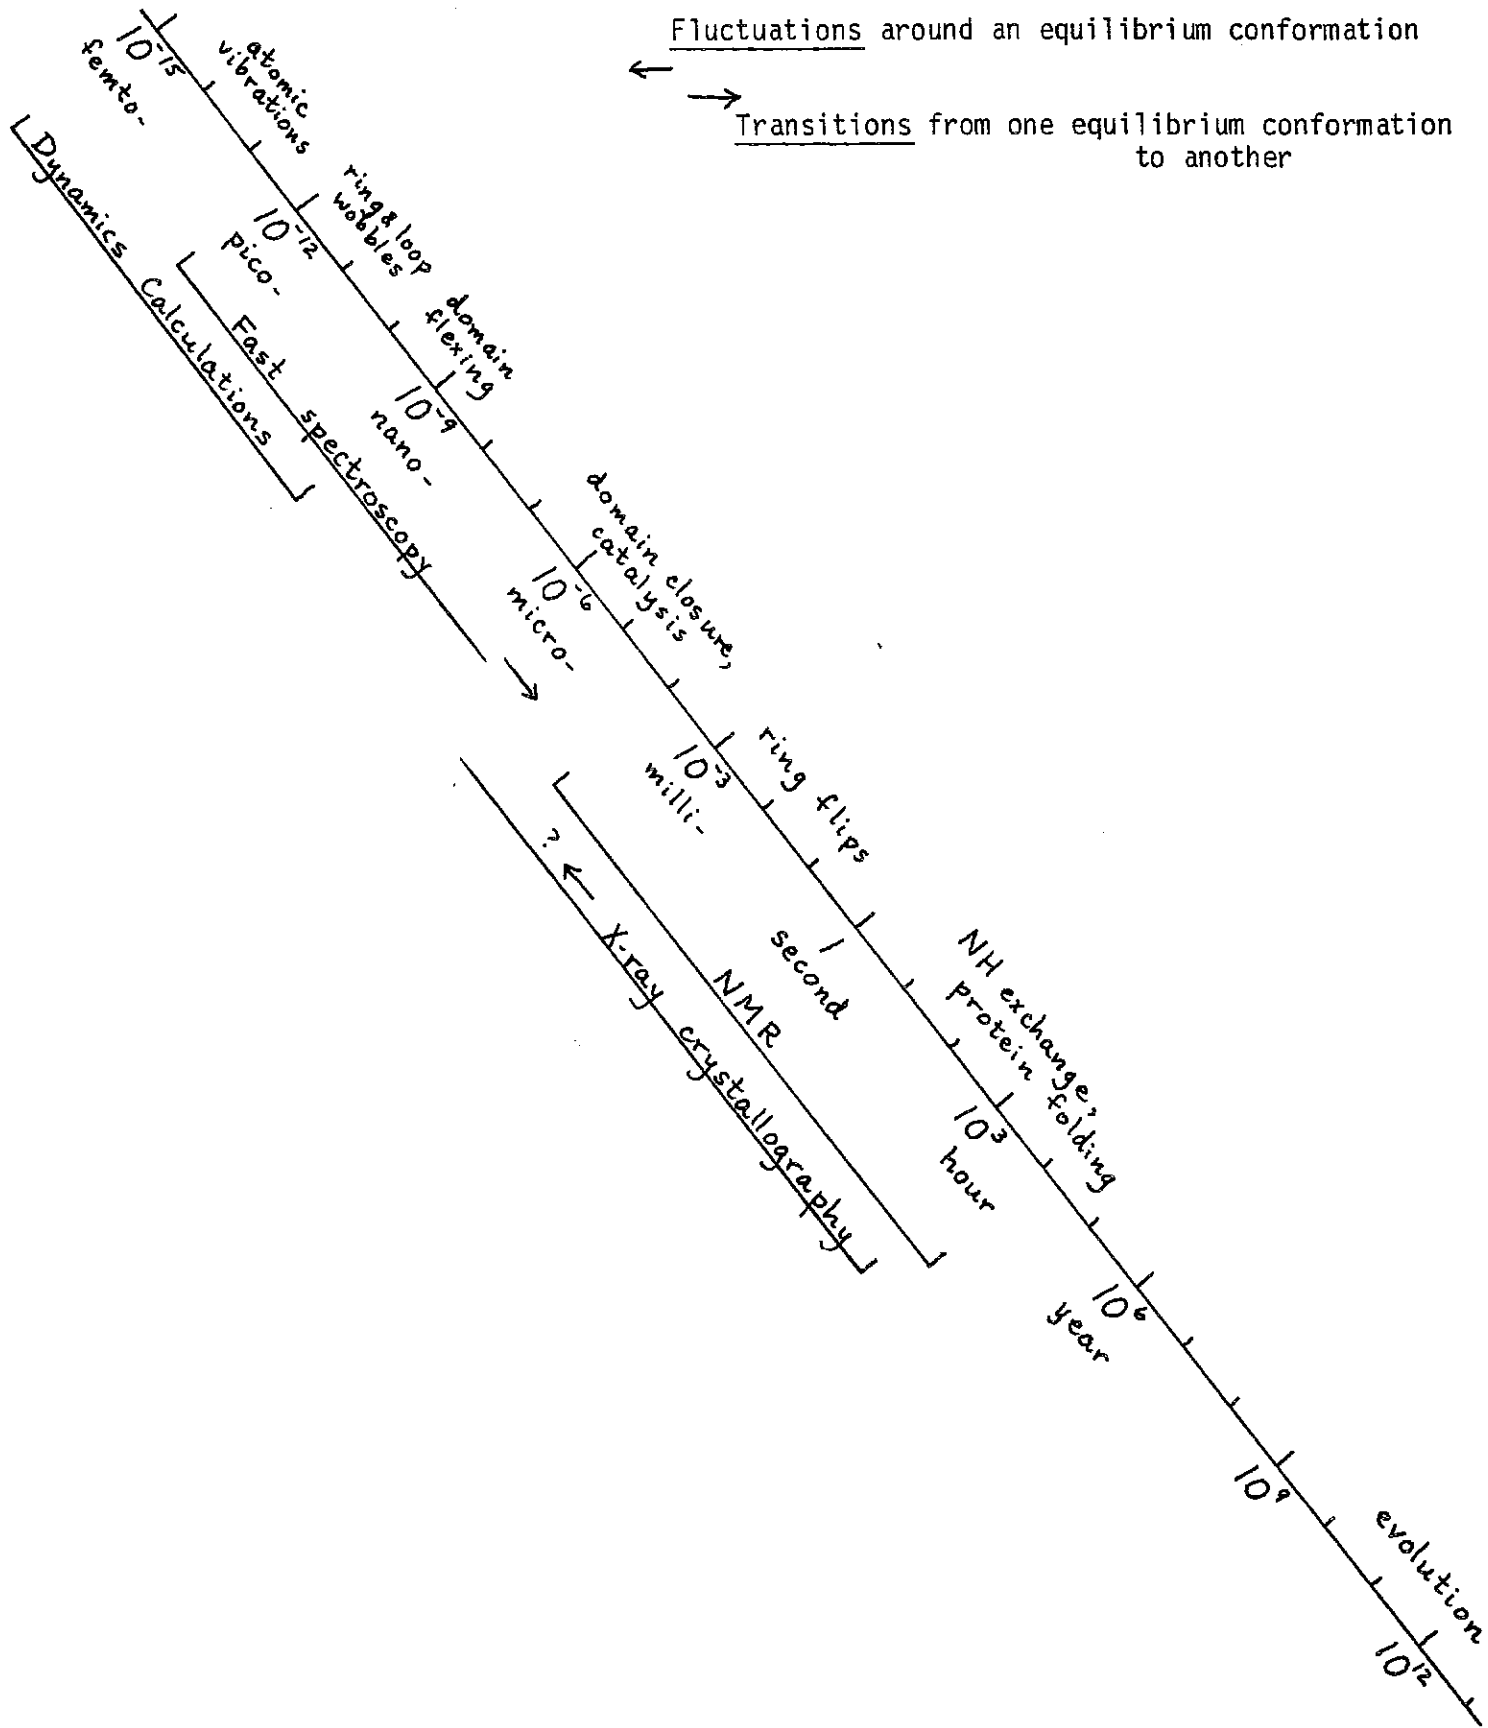 Fluctuations around an equilibrium conformation
Transitions from one equilibrium conformation
to another
10⁻¹⁵
femto-
atomic
vibrations
10⁻¹²
pico-
ring & loop
wobbles
domain
flexing
10⁻⁹
nano-
domain closure,
catalysis
10⁻⁶
micro-
10⁻³
milli-
ring flips
1
second
NH exchange,
protein folding
10³
hour
10⁶
year
10⁹
evolution
10¹²
Dynamics Calculations
Fast spectroscopy
NMR
? ← X-ray crystallography